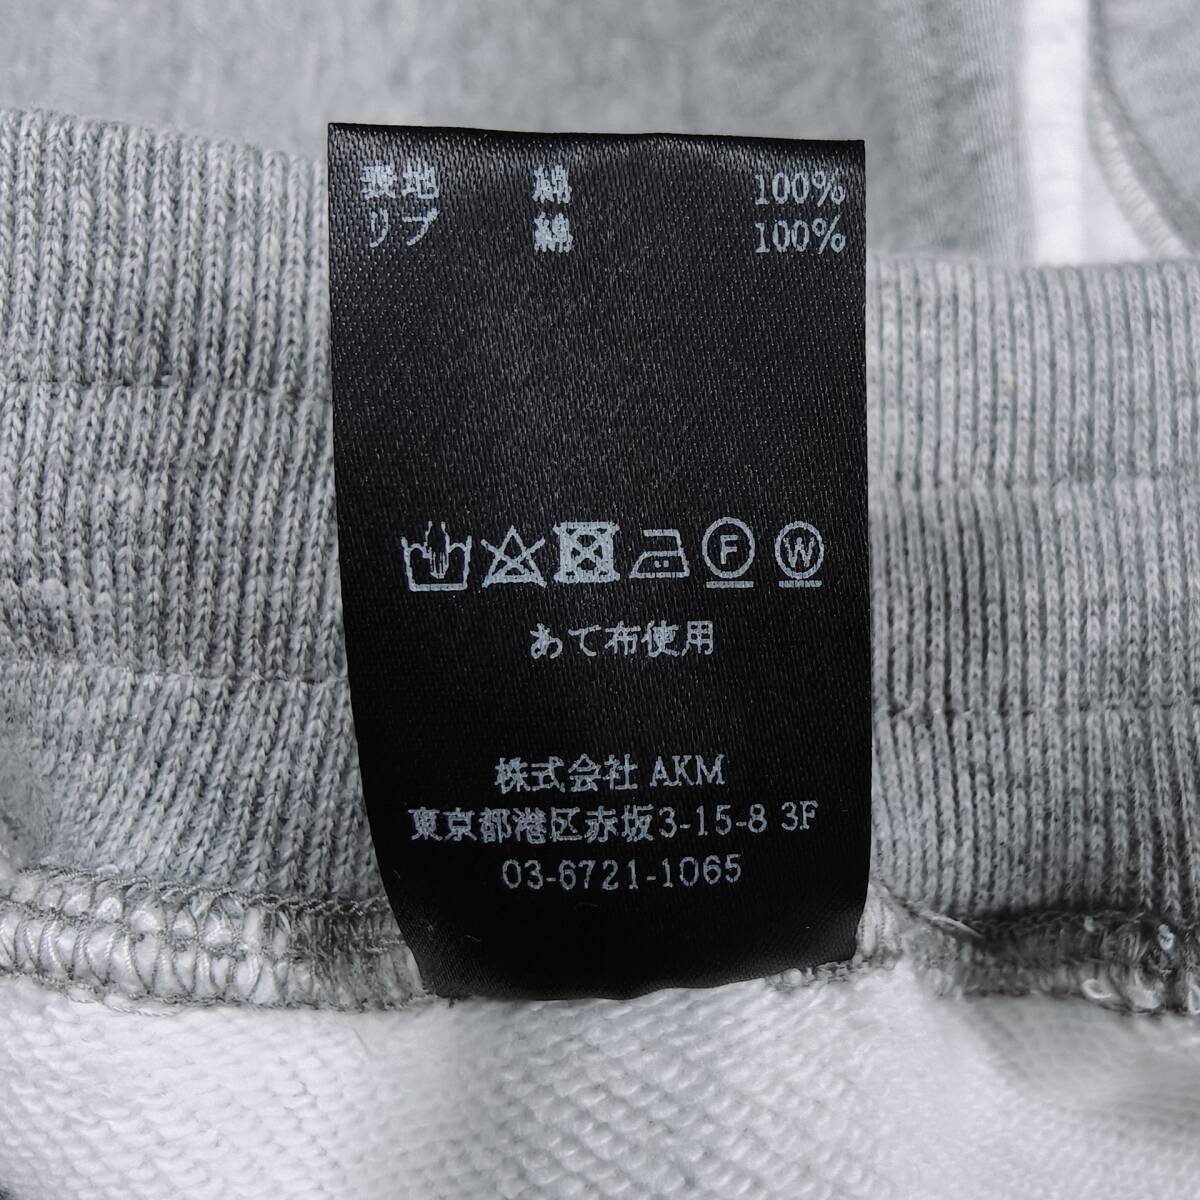 表地 綿 100%
リブ 綿 100%
F W
あて布使用
株式会社 AKM
東京都港区赤坂3-15-8 3F
03-6721-1065